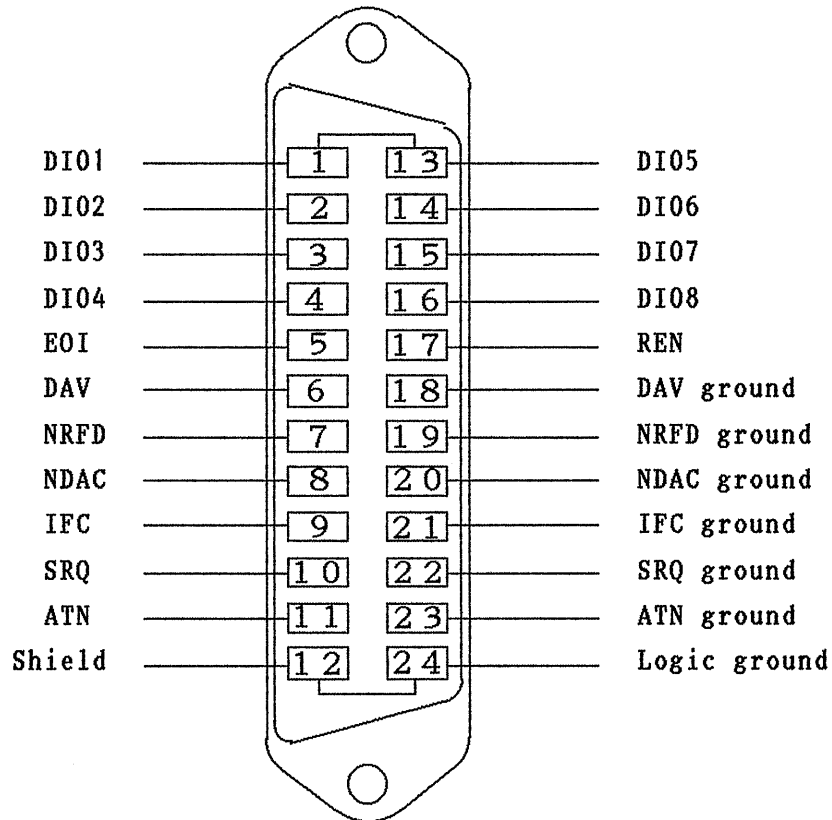 DIO1 1 13 DIO5
DIO2 2 14 DIO6
DIO3 3 15 DIO7
DIO4 4 16 DIO8
EOI 5 17 REN
DAV 6 18 DAV ground
NRFD 7 19 NRFD ground
NDAC 8 20 NDAC ground
IFC 9 21 IFC ground
SRQ 10 22 SRQ ground
ATN 11 23 ATN ground
Shield 12 24 Logic ground